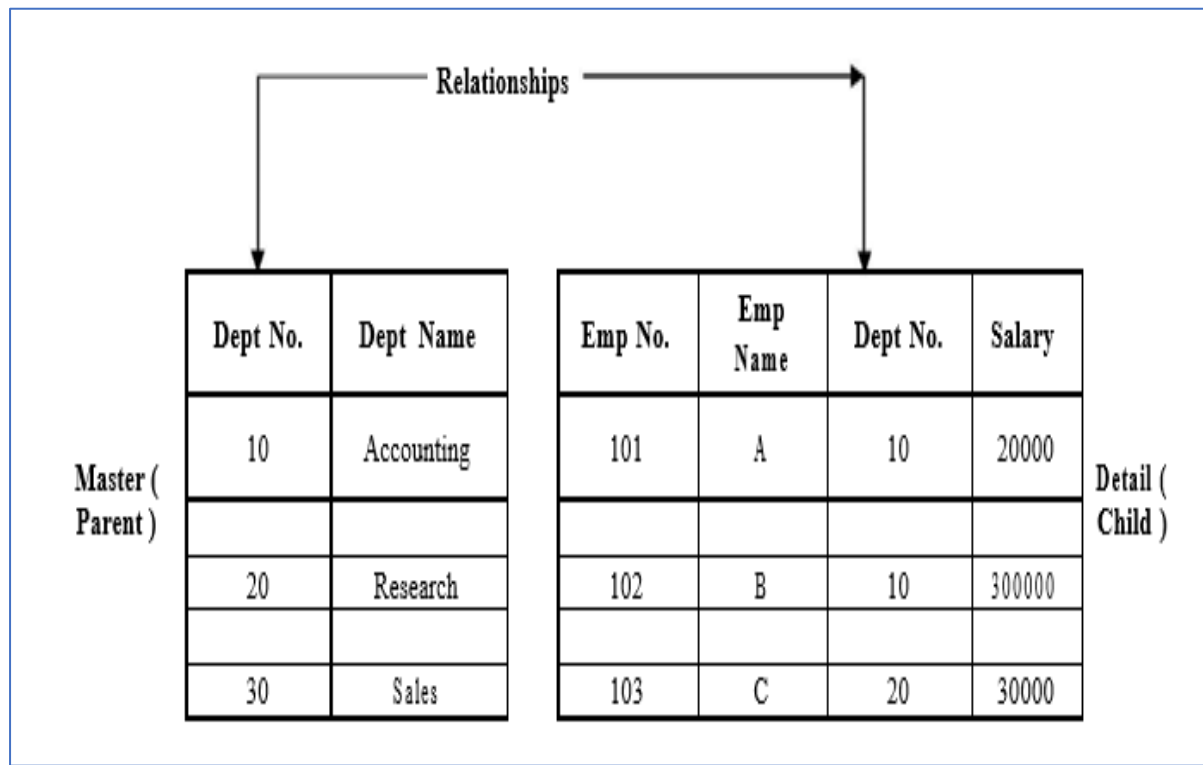 Relationships
Dept No. Dept Name
Emp No. Emp Name Dept No. Salary
Master ( Parent )
10 Accounting
101 A 10 20000
Detail ( Child )
20 Research
102 B 10 300000
30 Sales
103 C 20 30000